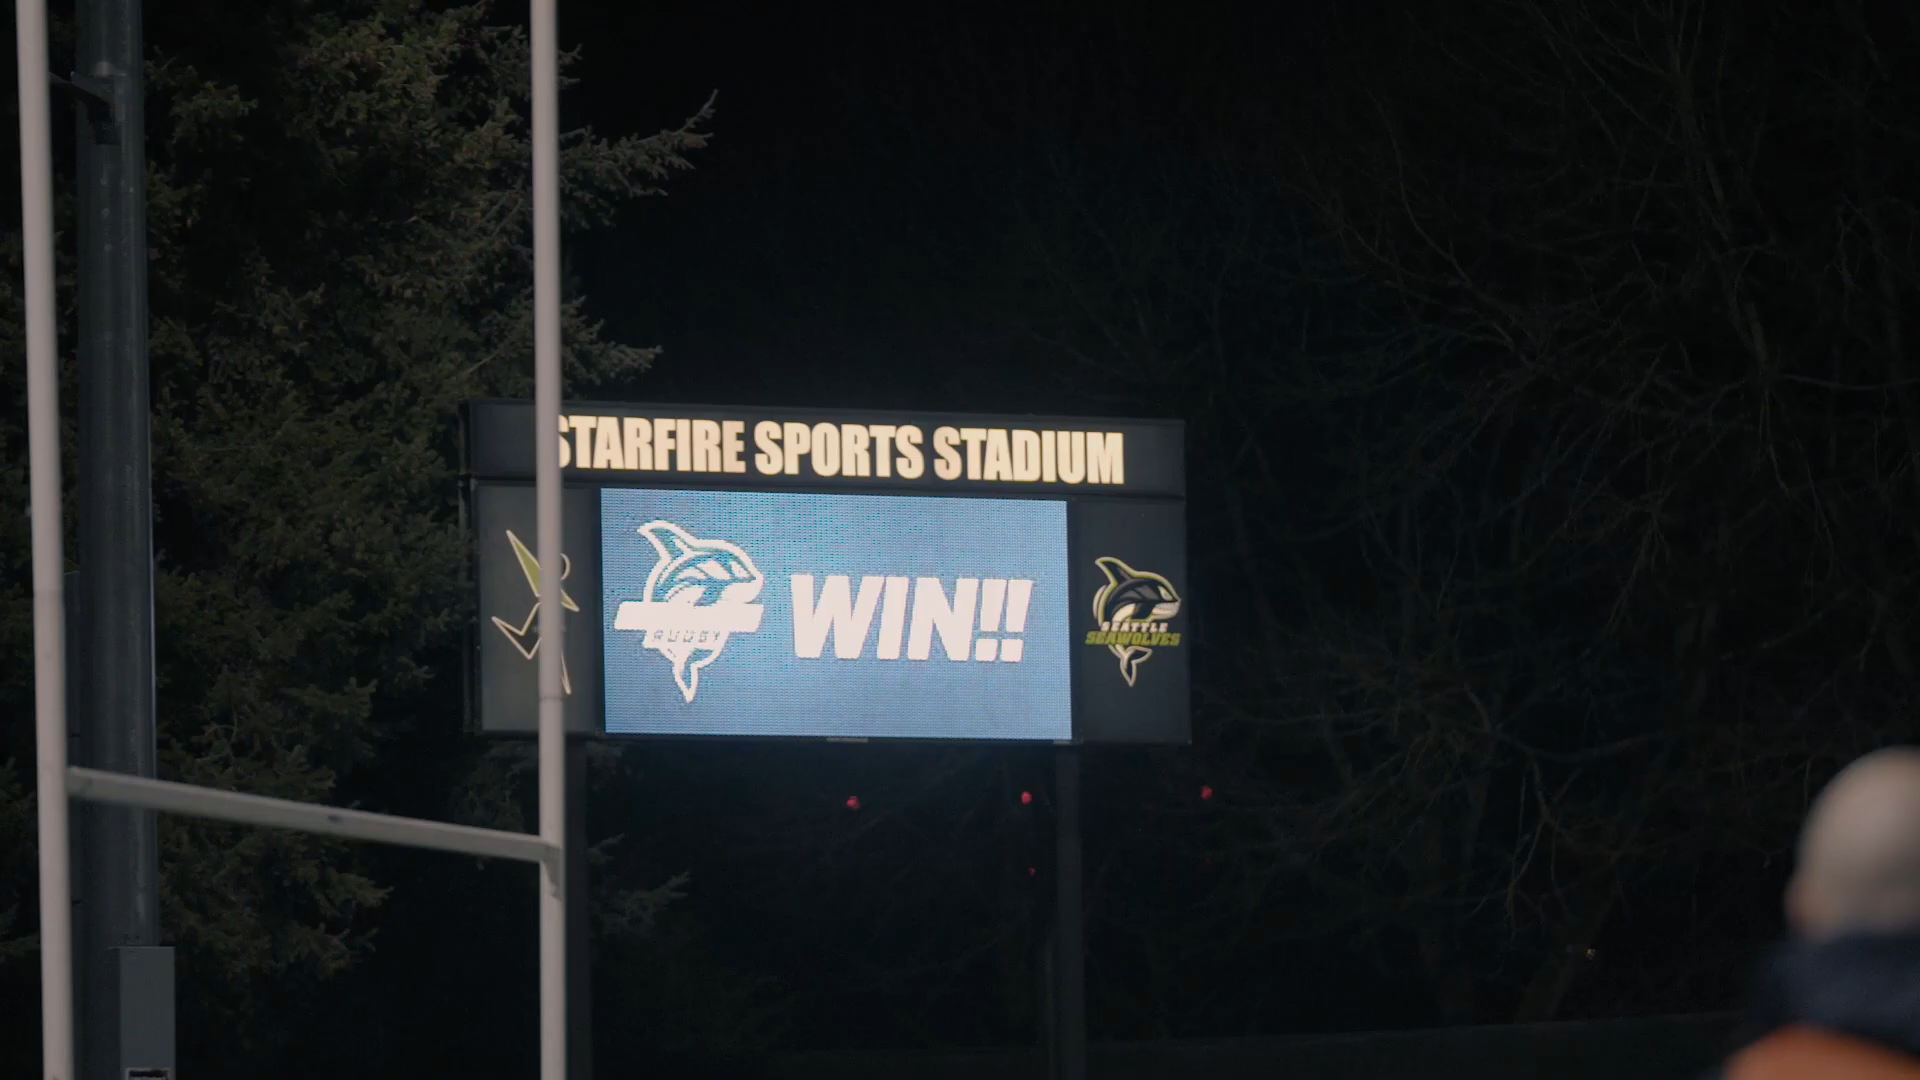 STARFIRE SPORTS STADIUM
RUGBY
WIN!!
SEATTLE
SEAWOLVES